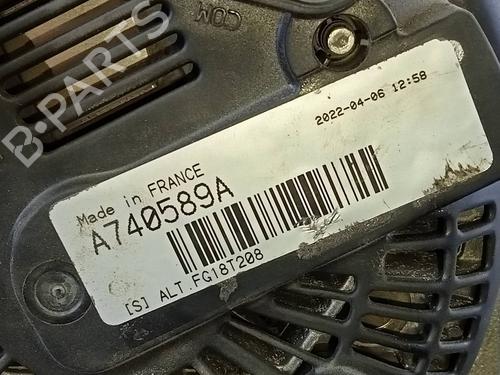 COM
B-PARTS
2022-04-06 12:58
Made in FRANCE
A740589A
[S] ALT.FG18T208